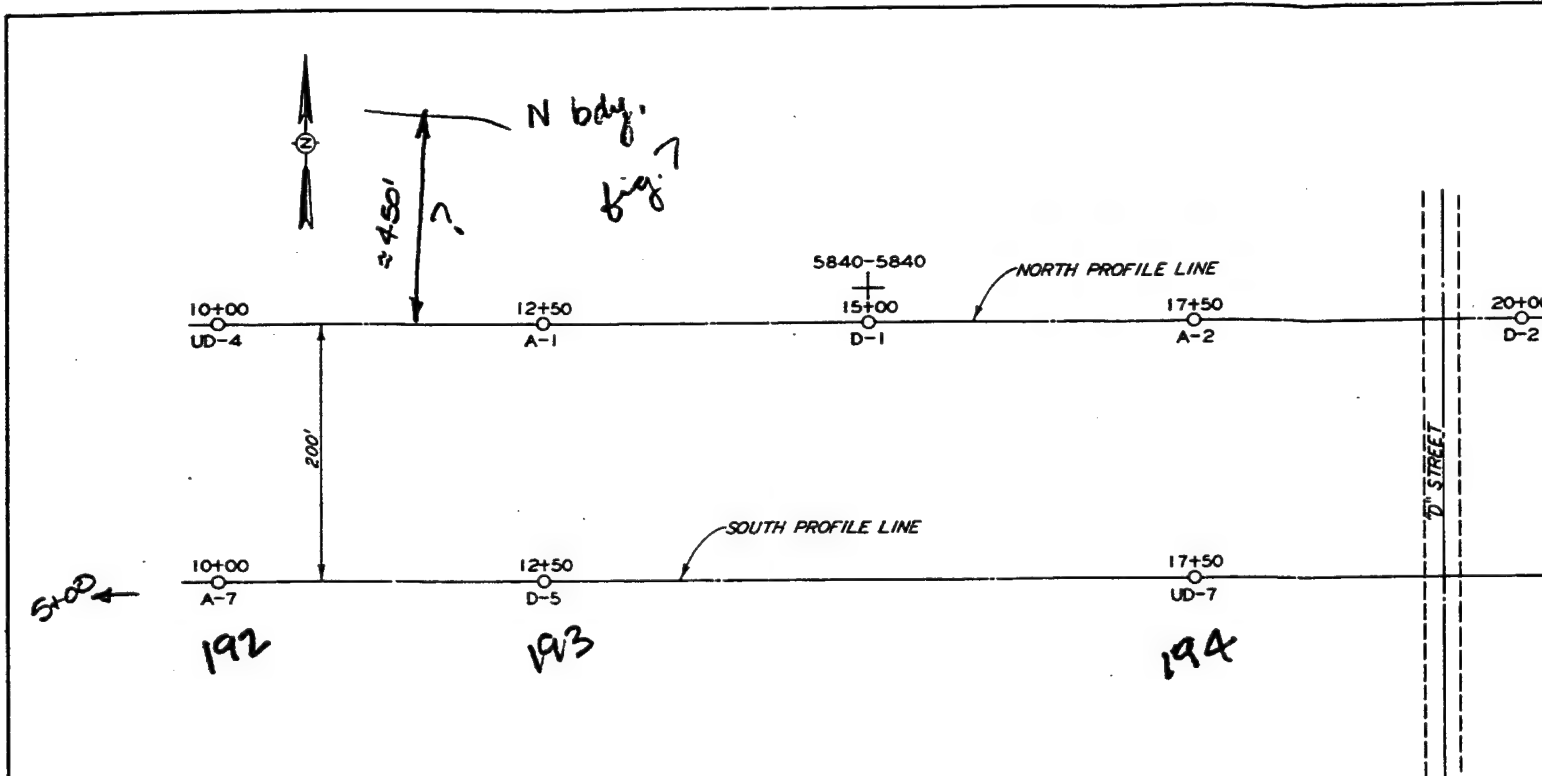 N bdy.
fig. ?
≈ 450'
?
N
5840-5840
NORTH PROFILE LINE
10+00
12+50
15+00
17+50
20+00
UD-4
A-1
D-1
A-2
D-2
200'
"D" STREET
SOUTH PROFILE LINE
10+00
12+50
17+50
5+00
A-7
D-5
UD-7
192
193
194